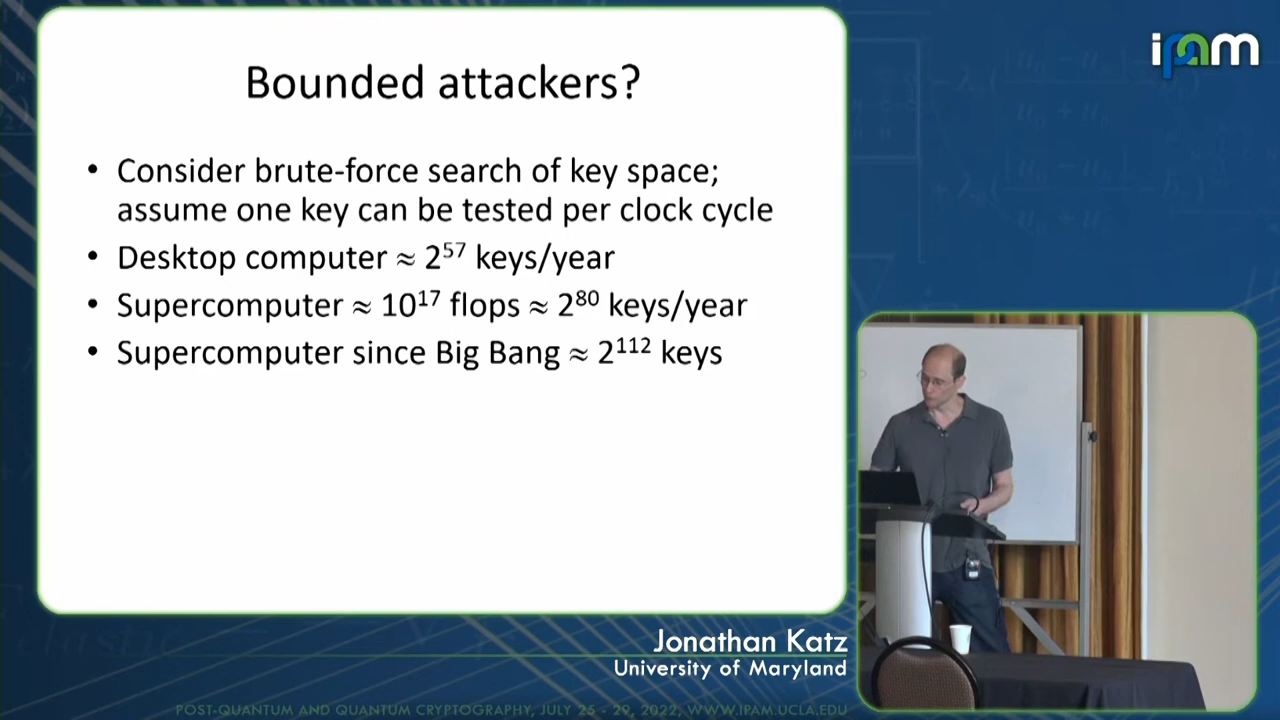 Bounded attackers?
• Consider brute-force search of key space;
assume one key can be tested per clock cycle
• Desktop computer ≈ 2⁵⁷ keys/year
• Supercomputer ≈ 10¹⁷ flops ≈ 2⁸⁰ keys/year
• Supercomputer since Big Bang ≈ 2¹¹² keys
ipam
Jonathan Katz
University of Maryland
POST-QUANTUM AND QUANTUM CRYPTOGRAPHY, JULY 25 - 29, 2022, WWW.IPAM.UCLA.EDU